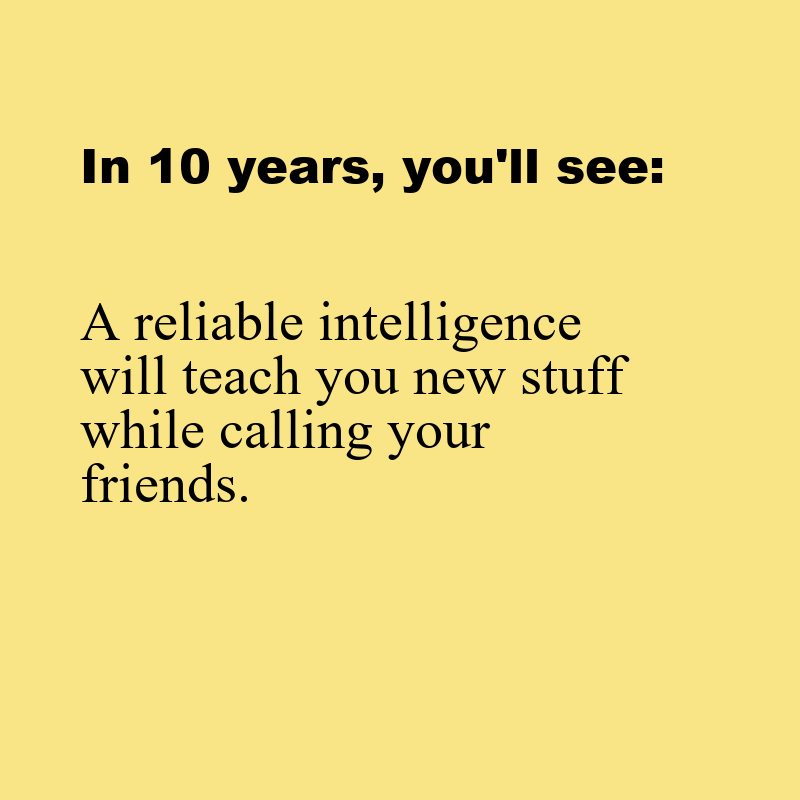 In 10 years, you'll see:
A reliable intelligence
will teach you new stuff
while calling your
friends.